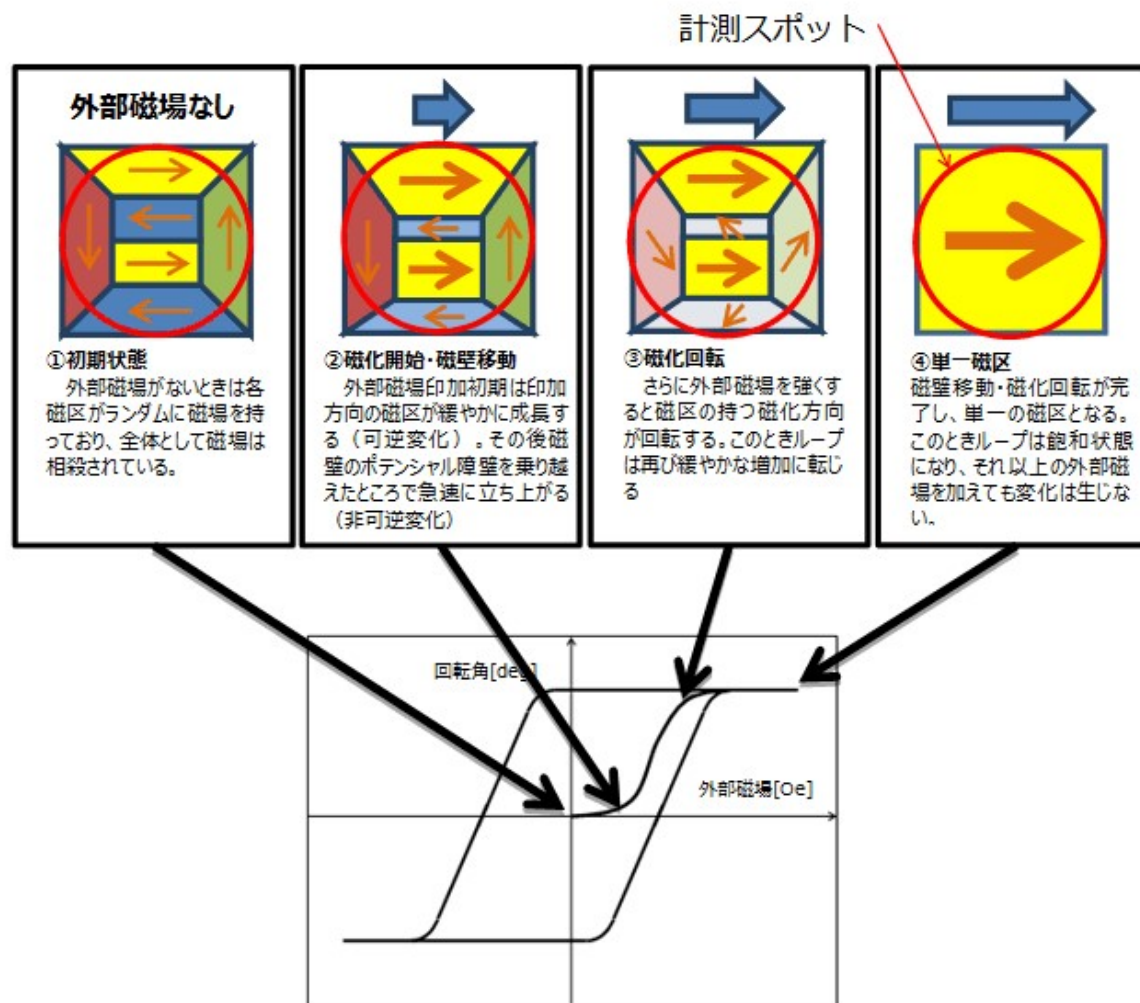 計測スポット
外部磁場なし
①初期状態
外部磁場がないときは各
磁区がランダムに磁場を持
っており、全体として磁場は
相殺されている。
②磁化開始・磁壁移動
外部磁場印加初期は印加
方向の磁区が緩やかに成長す
る（可逆変化）。その後磁
壁のポテンシャル障壁を乗り越
えたところで急速に立ち上がる
（非可逆変化）
③磁化回転
さらに外部磁場を強くす
ると磁区の持つ磁化方向
が回転する。このときループ
は再び緩やかな増加に転じ
る
④単一磁区
磁壁移動・磁化回転が完
了し、単一の磁区となる。
このときループは飽和状態
になり、それ以上の外部磁
場を加えても変化は生じな
い。
回転角[deg]
外部磁場[Oe]